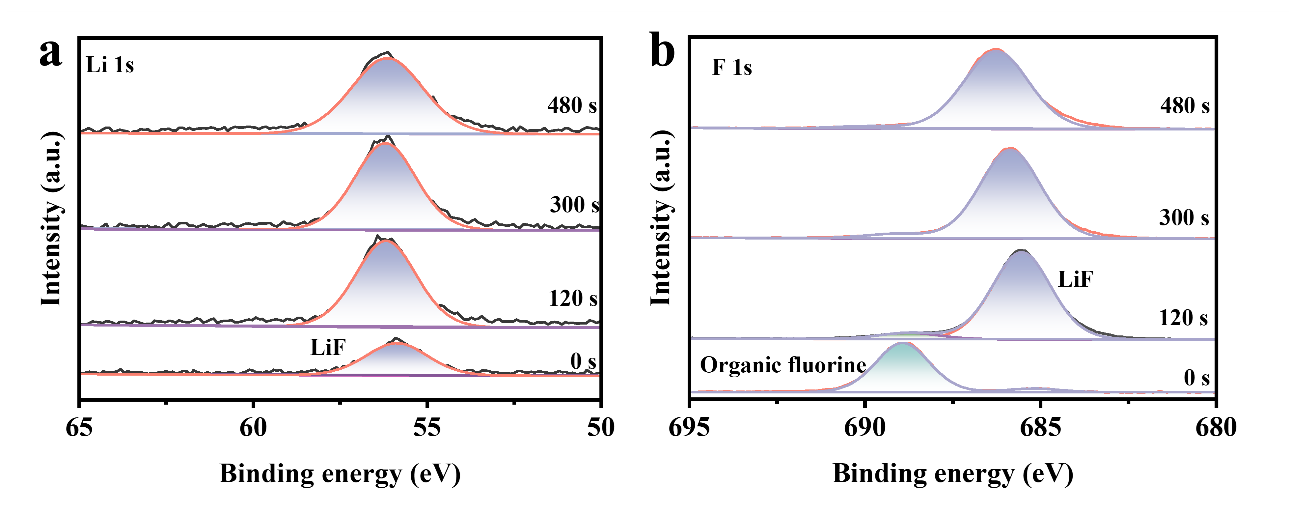 a
Li 1s
480 s
300 s
120 s
LiF
0 s
65
60
55
50
Binding energy (eV)
Intensity (a.u.)
b
F 1s
480 s
300 s
LiF
120 s
Organic fluorine
0 s
695
690
685
680
Binding energy (eV)
Intensity (a.u.)